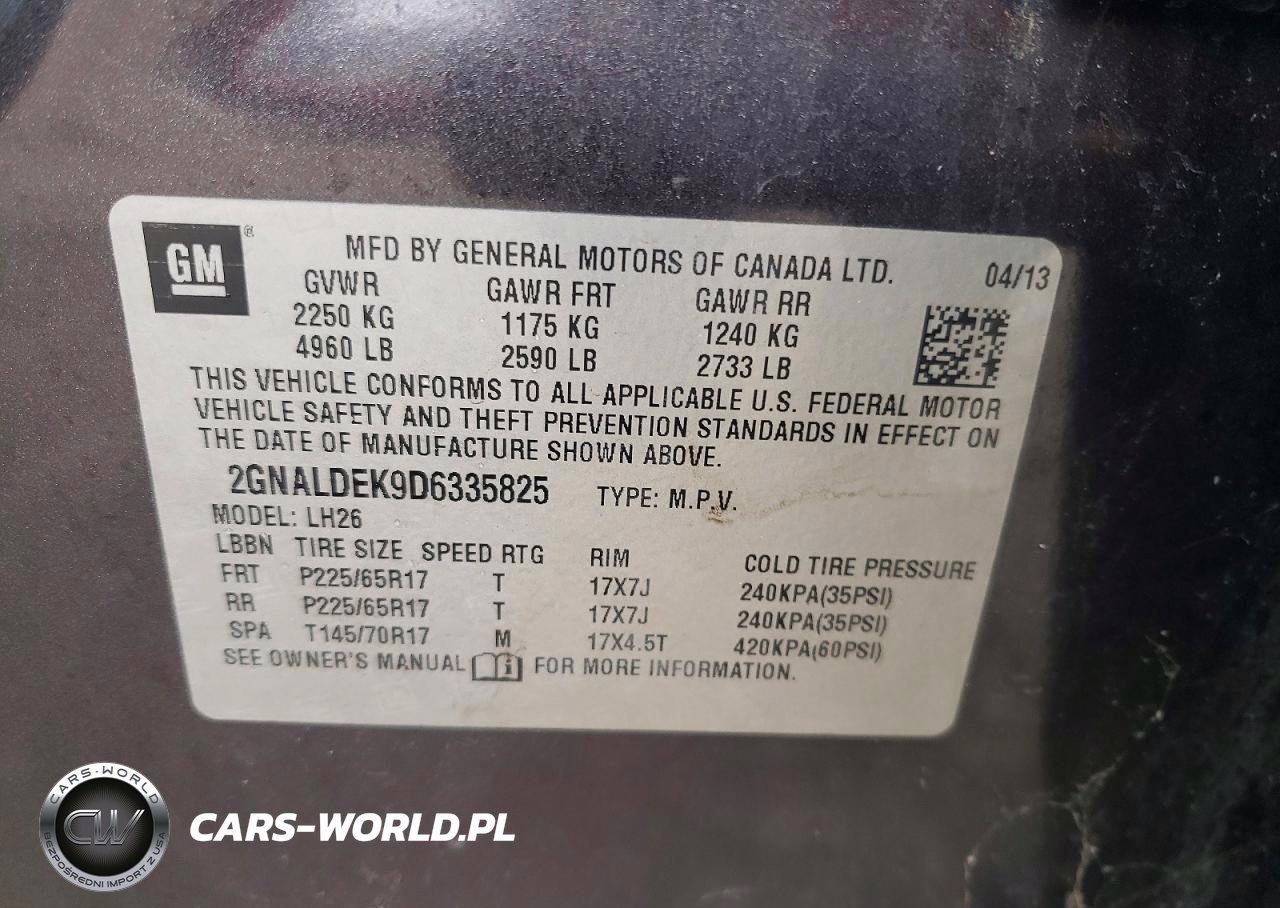 GM ®
MFD BY GENERAL MOTORS OF CANADA LTD. 04/13
GVWR GAWR FRT GAWR RR
2250 KG 1175 KG 1240 KG
4960 LB 2590 LB 2733 LB
THIS VEHICLE CONFORMS TO ALL APPLICABLE U.S. FEDERAL MOTOR
VEHICLE SAFETY AND THEFT PREVENTION STANDARDS IN EFFECT ON
THE DATE OF MANUFACTURE SHOWN ABOVE.
2GNALDEK9D6335825 TYPE: M.P.V.
MODEL: LH26
LBBN TIRE SIZE SPEED RTG RIM COLD TIRE PRESSURE
FRT P225/65R17 T 17X7J 240KPA(35PSI)
RR P225/65R17 T 17X7J 240KPA(35PSI)
SPA T145/70R17 M 17X4.5T 420KPA(60PSI)
SEE OWNER'S MANUAL FOR MORE INFORMATION.
CARS-WORLD
CW
BEZPOŚREDNI IMPORT Z USA
CARS-WORLD.PL